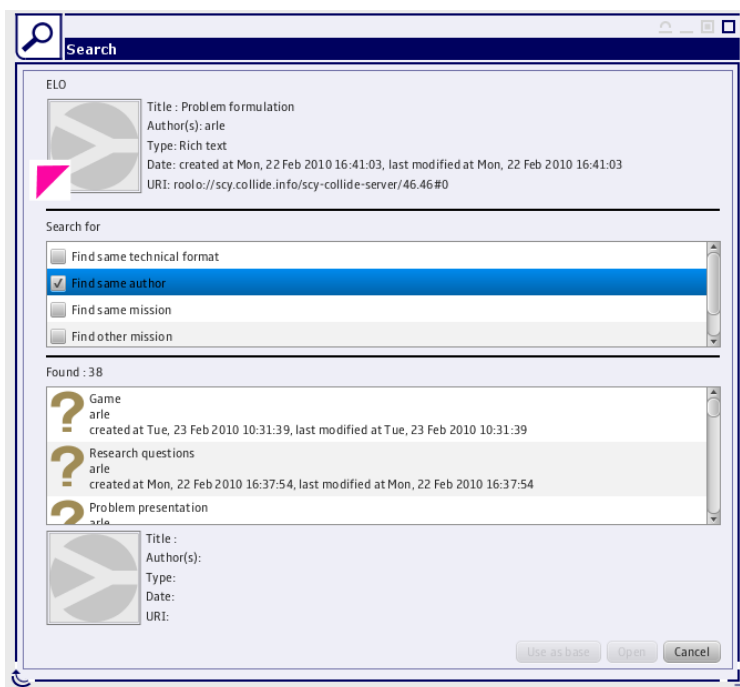 Search
ELO
Title : Problem formulation
Author(s): arle
Type: Rich text
Date: created at Mon, 22 Feb 2010 16:41:03, last modified at Mon, 22 Feb 2010 16:41:03
URI: roolo://scy.collide.info/scy-collide-server/46.46#0
Search for
Find same technical format
Find same author
Find same mission
Find other mission
Found : 38
Game
arle
created at Tue, 23 Feb 2010 10:31:39, last modified at Tue, 23 Feb 2010 10:31:39
Research questions
arle
created at Mon, 22 Feb 2010 16:37:54, last modified at Mon, 22 Feb 2010 16:37:54
Problem presentation
arle
Title :
Author(s):
Type:
Date:
URI:
Use as base Open Cancel